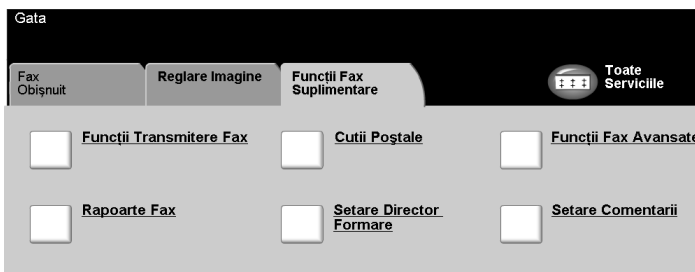 Gata
Fax
Obișnuit
Reglare Imagine
Funcții Fax
Suplimentare
Toate
Serviciile
Funcții Transmitere Fax
Cutii Poștale
Funcții Fax Avansate
Rapoarte Fax
Setare Director
Formare
Setare Comentarii